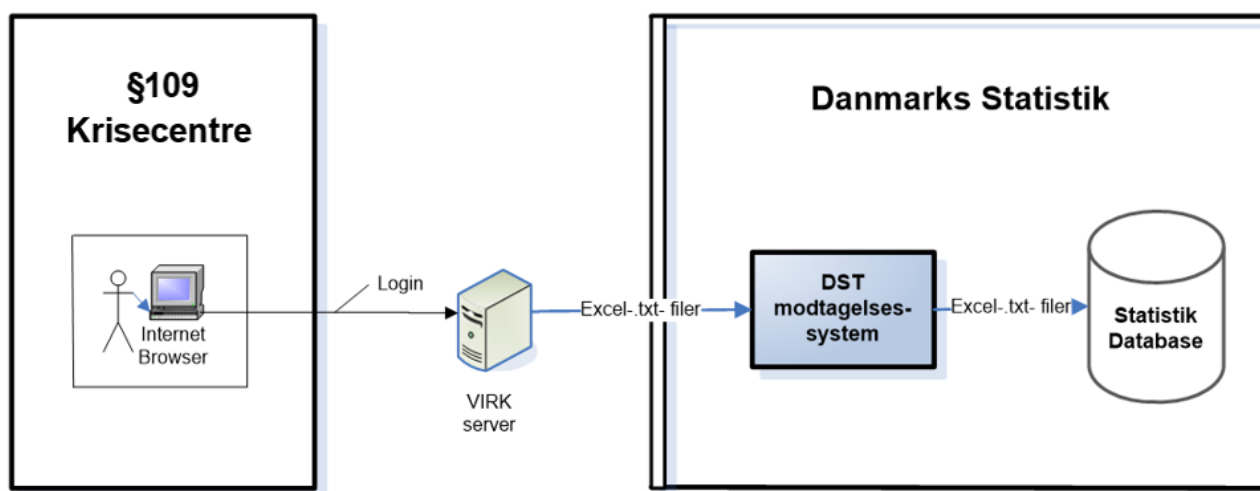 §109
Krisecentre
Danmarks Statistik
Internet
Browser
Login
VIRK
server
Excel-.txt- filer
DST
modtagelses-
system
Excel-.txt- filer
Statistik
Database